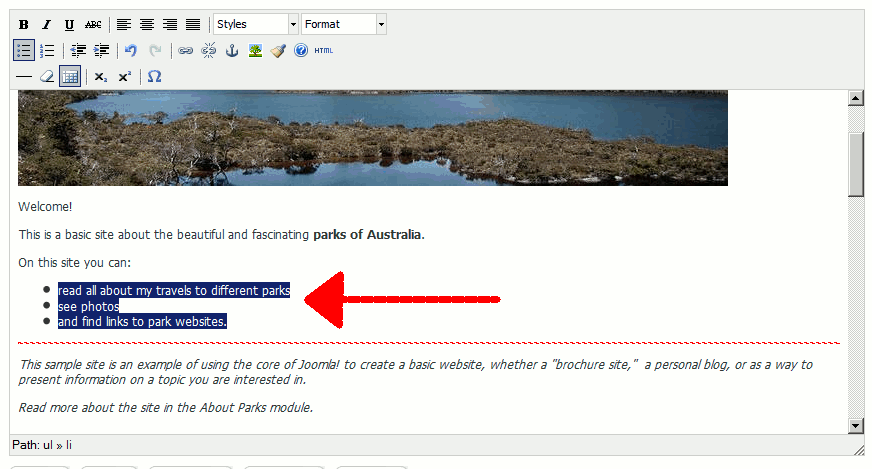 B I U ABC Styles Format
HTML
x₂ x² Ω
Welcome!
This is a basic site about the beautiful and fascinating parks of Australia.
On this site you can:
read all about my travels to different parks
see photos
and find links to park websites.
This sample site is an example of using the core of Joomla! to create a basic website, whether a "brochure site," a personal blog, or as a way to
present information on a topic you are interested in.
Read more about the site in the About Parks module.
Path: ul » li